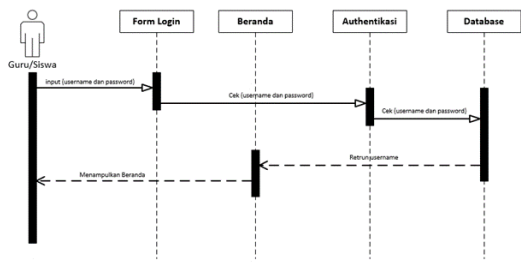 Form Login
Beranda
Authentikasi
Database
Guru/Siswa
input (username dan password)
Cek (username dan password)
Cek (username dan password)
Retrun username
Menampulkan Beranda